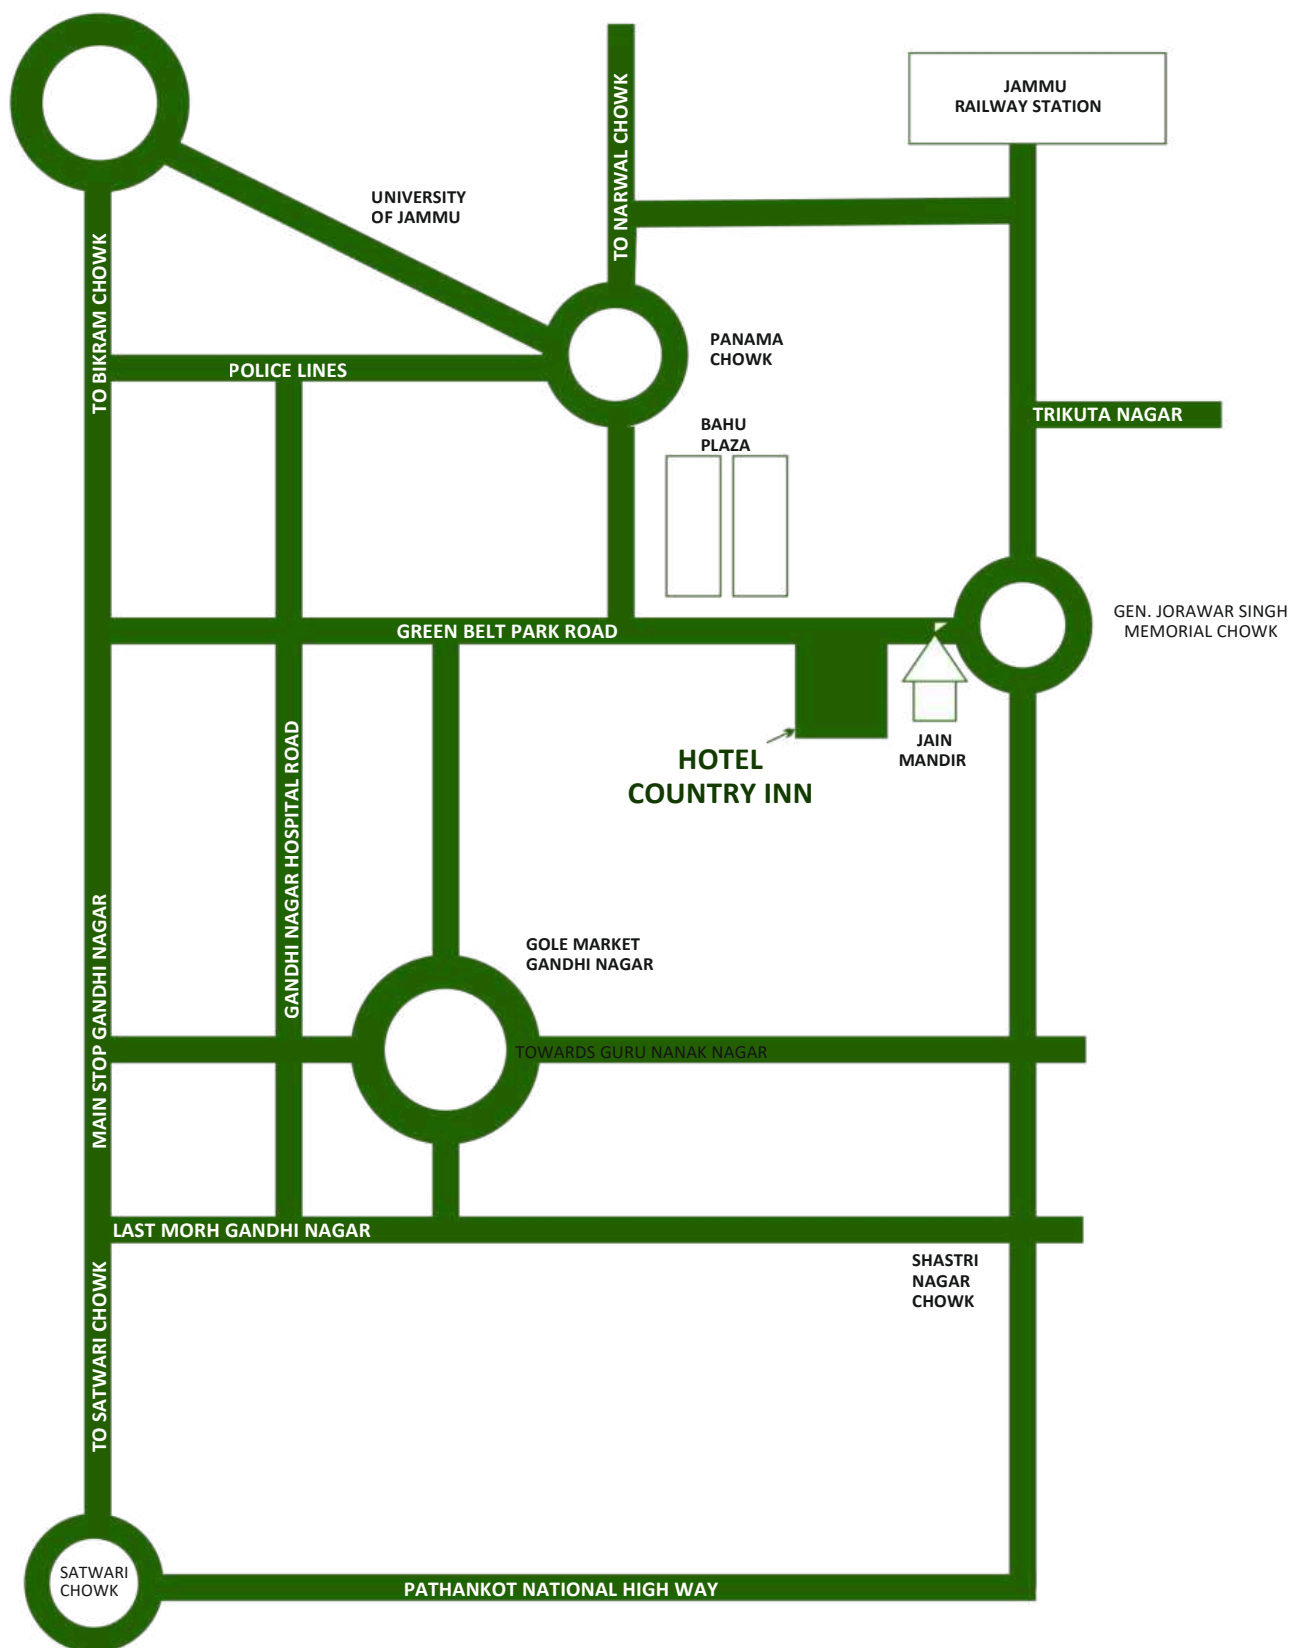 JAMMU
RAILWAY STATION
TO NARWAL CHOWK
UNIVERSITY
OF JAMMU
TO BIKRAM CHOWK
PANAMA
CHOWK
POLICE LINES
TRIKUTA NAGAR
BAHU
PLAZA
GEN. JORAWAR SINGH
MEMORIAL CHOWK
GREEN BELT PARK ROAD
JAIN
MANDIR
HOTEL
COUNTRY INN
GANDHI NAGAR HOSPITAL ROAD
MAIN STOP GANDHI NAGAR
GOLE MARKET
GANDHI NAGAR
TOWARDS GURU NANAK NAGAR
LAST MORH GANDHI NAGAR
SHASTRI
NAGAR
CHOWK
TO SATWARI CHOWK
SATWARI
CHOWK
PATHANKOT NATIONAL HIGH WAY